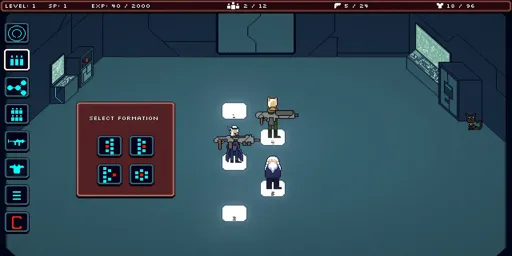 LEVEL: 1 SP: 1 EXP: 90 / 2000 2 / 12 5 / 29 18 / 96
SELECT FORMATION
C